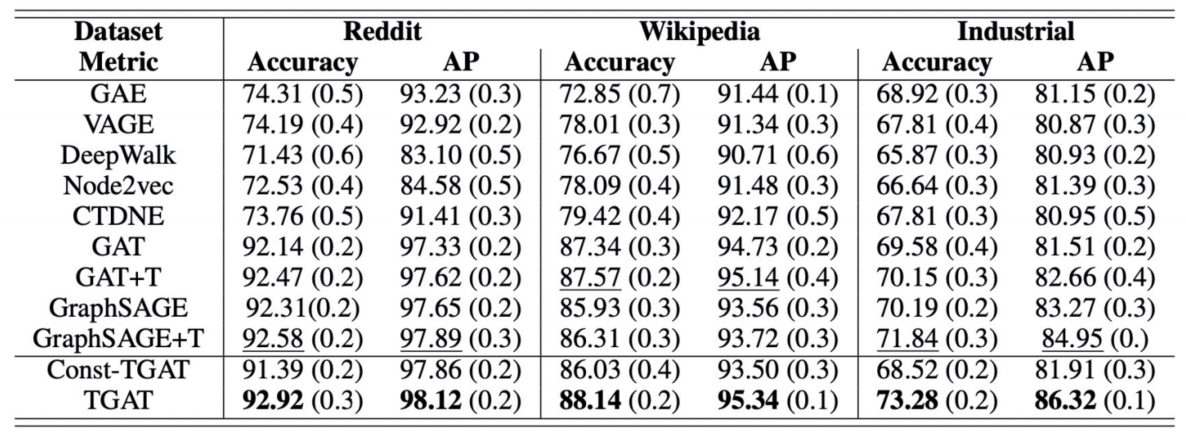 Dataset Reddit Wikipedia Industrial
Metric Accuracy AP Accuracy AP Accuracy AP
GAE 74.31 (0.5) 93.23 (0.3) 72.85 (0.7) 91.44 (0.1) 68.92 (0.3) 81.15 (0.2)
VAGE 74.19 (0.4) 92.92 (0.2) 78.01 (0.3) 91.34 (0.3) 67.81 (0.4) 80.87 (0.3)
DeepWalk 71.43 (0.6) 83.10 (0.5) 76.67 (0.5) 90.71 (0.6) 65.87 (0.3) 80.93 (0.2)
Node2vec 72.53 (0.4) 84.58 (0.5) 78.09 (0.4) 91.48 (0.3) 66.64 (0.3) 81.39 (0.3)
CTDNE 73.76 (0.5) 91.41 (0.3) 79.42 (0.4) 92.17 (0.5) 67.81 (0.3) 80.95 (0.5)
GAT 92.14 (0.2) 97.33 (0.2) 87.34 (0.3) 94.73 (0.2) 69.58 (0.4) 81.51 (0.2)
GAT+T 92.47 (0.2) 97.62 (0.2) 87.57 (0.2) 95.14 (0.4) 70.15 (0.3) 82.66 (0.4)
GraphSAGE 92.31(0.2) 97.65 (0.2) 85.93 (0.3) 93.56 (0.3) 70.19 (0.2) 83.27 (0.3)
GraphSAGE+T 92.58 (0.2) 97.89 (0.3) 86.31 (0.3) 93.72 (0.3) 71.84 (0.3) 84.95 (0.)
Const-TGAT 91.39 (0.2) 97.86 (0.2) 86.03 (0.4) 93.50 (0.3) 68.52 (0.2) 81.91 (0.3)
TGAT 92.92 (0.3) 98.12 (0.2) 88.14 (0.2) 95.34 (0.1) 73.28 (0.2) 86.32 (0.1)